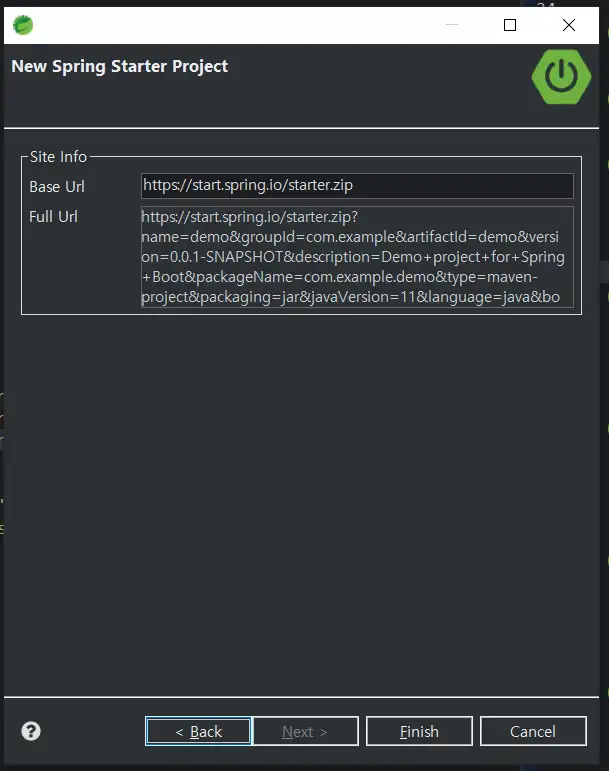 New Spring Starter Project
Site Info
Base Url
https://start.spring.io/starter.zip
Full Url
https://start.spring.io/starter.zip?
name=demo&groupId=com.example&artifactId=demo&versi
on=0.0.1-SNAPSHOT&description=Demo+project+for+Spring
+Boot&packageName=com.example.demo&type=maven-
project&packaging=jar&javaVersion=11&language=java&bo
< Back
Next >
Finish
Cancel